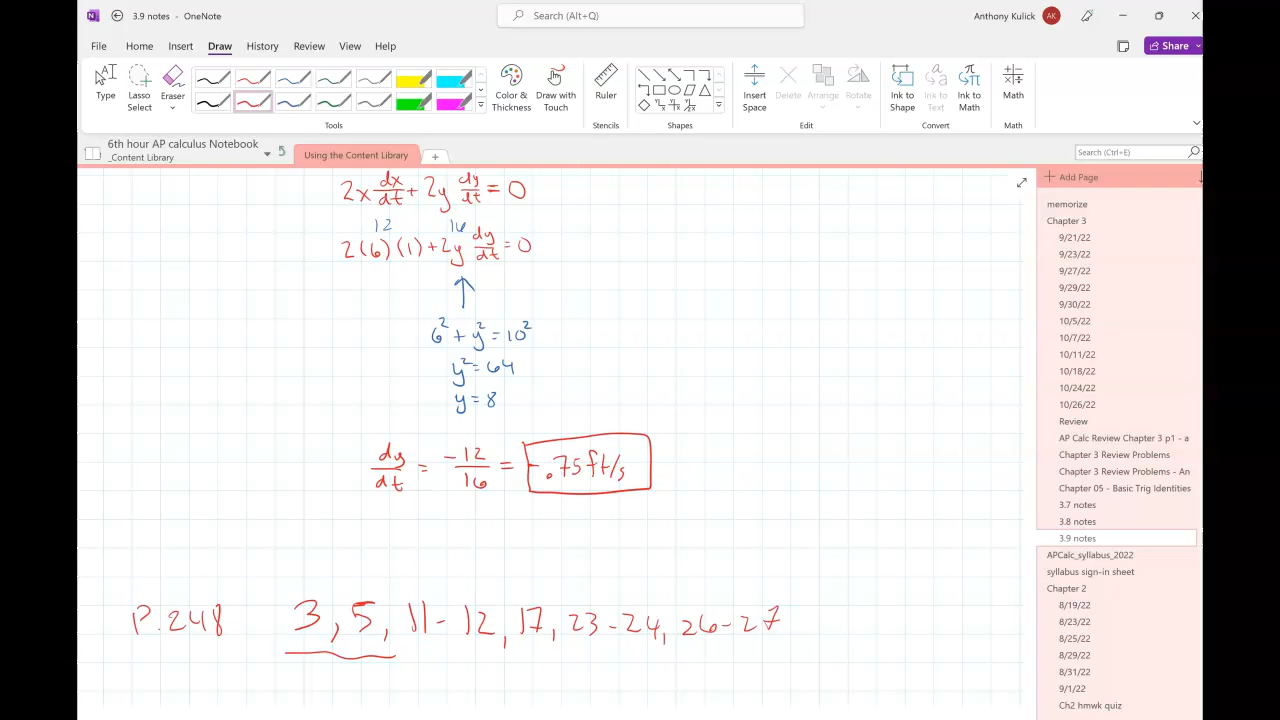 3.9 notes - OneNote
Search (Alt+Q)
Anthony Kulick
AK
File Home Insert Draw History Review View Help
Share
Type
Lasso Select
Eraser
Color & Thickness
Draw with Touch
Ruler
Insert Space
Delete
Arrange
Rotate
Ink to Shape
Ink to Text
Ink to Math
Math
Tools
Stencils
Shapes
Edit
Convert
Math
6th hour AP calculus Notebook
_Content Library
Using the Content Library
Search (Ctrl+E)
2x dx/dt + 2y dy/dt = 0
12 16
2(6)(1) + 2y dy/dt = 0
6² + y² = 10²
y² = 64
y = 8
dy/dt = -12/16 = -.75ft/s
P.248 3, 5, 11-12, 17, 23-24, 26-27
Add Page
memorize
Chapter 3
9/21/22
9/23/22
9/27/22
9/29/22
9/30/22
10/5/22
10/7/22
10/11/22
10/18/22
10/24/22
10/26/22
Review
AP Calc Review Chapter 3 p1 - a
Chapter 3 Review Problems
Chapter 3 Review Problems - An
Chapter 05 - Basic Trig Identities
3.7 notes
3.8 notes
3.9 notes
APCalc_syllabus_2022
syllabus sign-in sheet
Chapter 2
8/19/22
8/23/22
8/25/22
8/29/22
8/31/22
9/1/22
Ch2 hmwk quiz